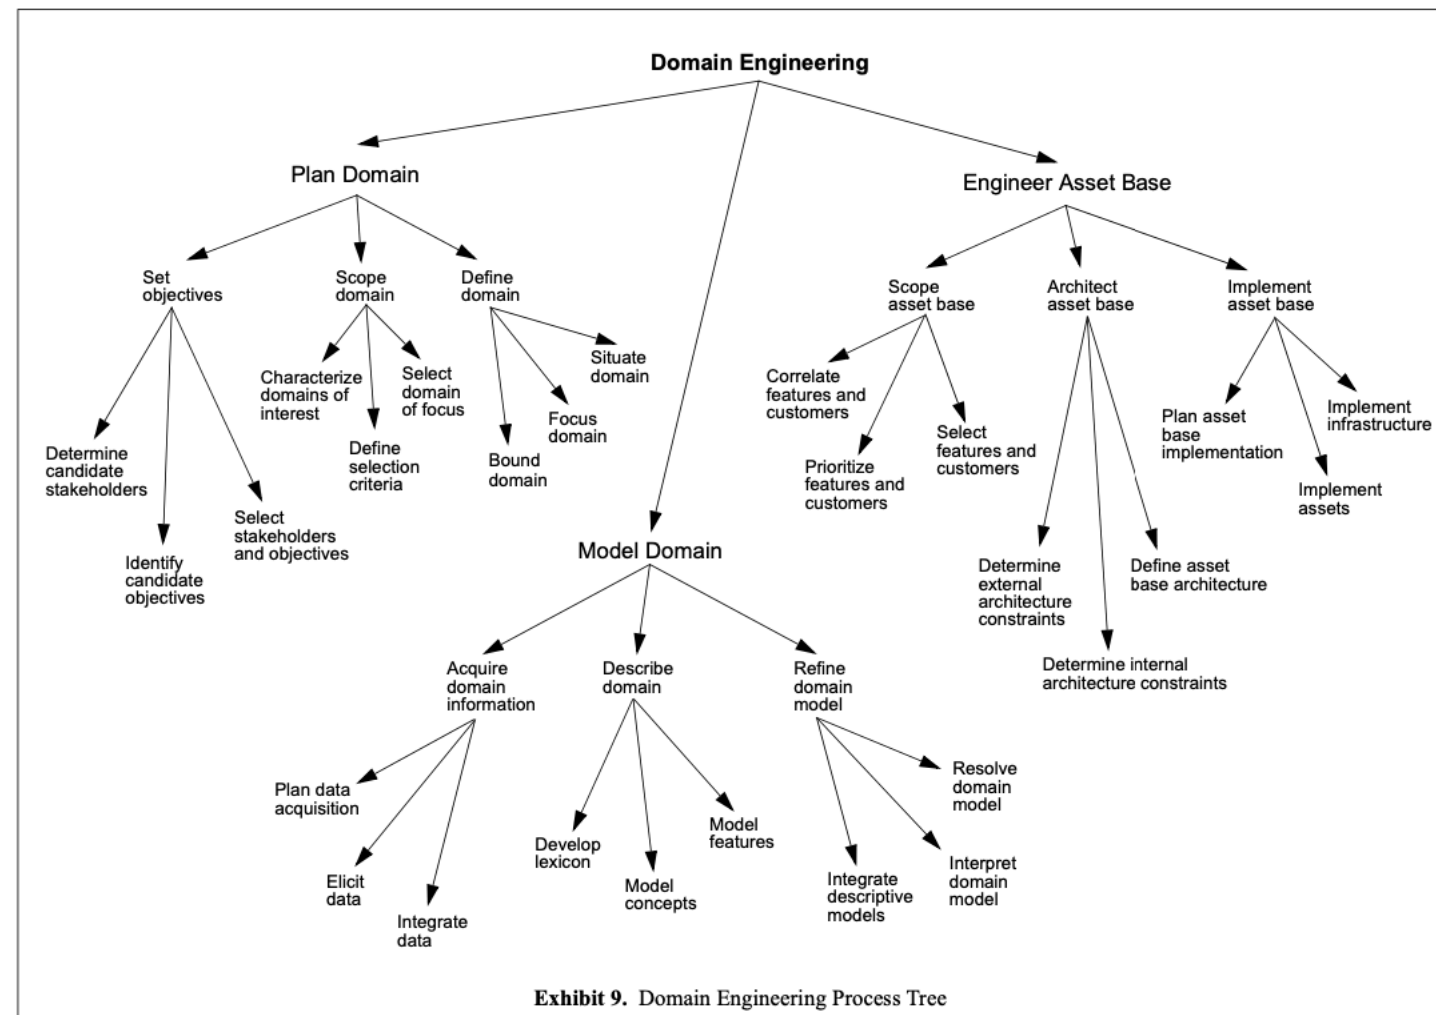 Domain Engineering
Plan Domain
Engineer Asset Base
Set
objectives
Scope
domain
Define
domain
Scope
asset base
Architect
asset base
Implement
asset base
Situate
domain
Characterize
domains of
interest
Select
domain
of focus
Correlate
features and
customers
Focus
domain
Implement
infrastructure
Plan asset
base
implementation
Determine
candidate
stakeholders
Define
selection
criteria
Bound
domain
Select
features and
customers
Prioritize
features and
customers
Implement
assets
Select
stakeholders
and objectives
Identify
candidate
objectives
Model Domain
Determine
external
architecture
constraints
Define asset
base architecture
Determine internal
architecture constraints
Acquire
domain
information
Describe
domain
Refine
domain
model
Plan data
acquisition
Resolve
domain
model
Model
features
Develop
lexicon
Elicit
data
Model
concepts
Integrate
descriptive
models
Interpret
domain
model
Integrate
data
Exhibit 9. Domain Engineering Process Tree